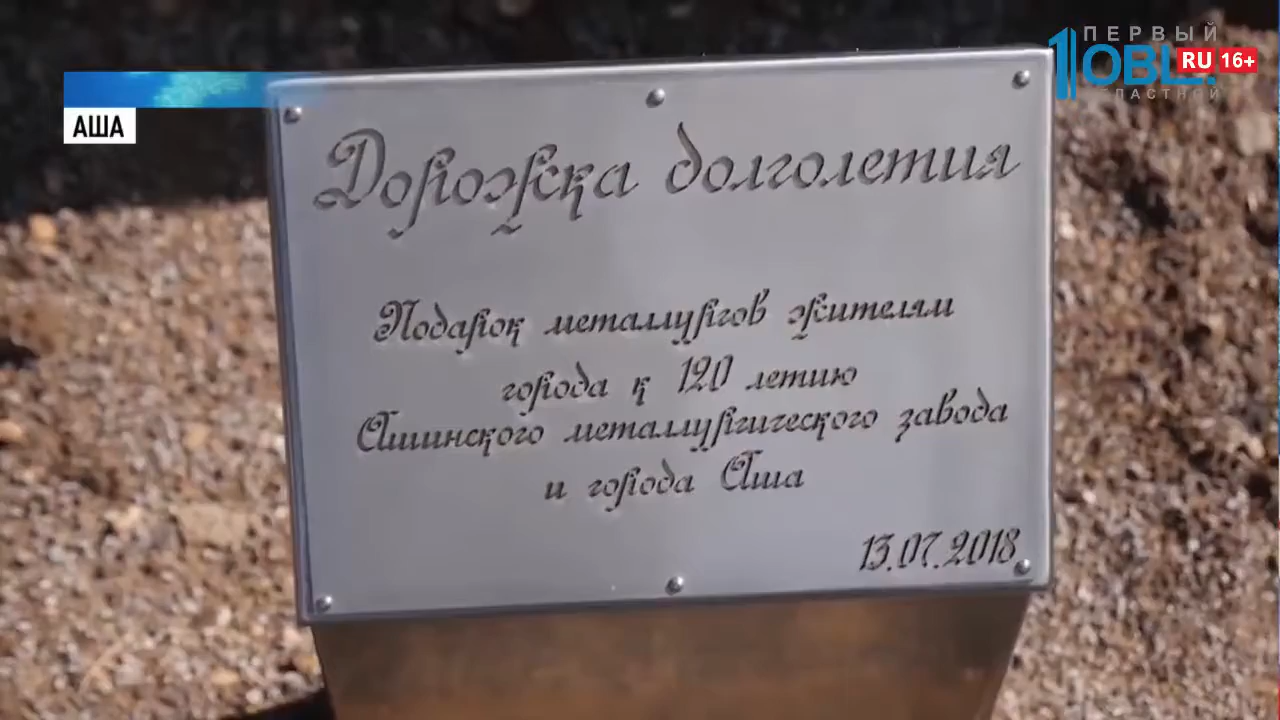 ПЕРВЫЙ
1OBL.RU 16+
ОБЛАСТНОЙ
АША
Дорожка долголетия
Подарок металлургов жителям
города к 120 летию
Ашинского металлургического завода
и города Аша
13.07.2018